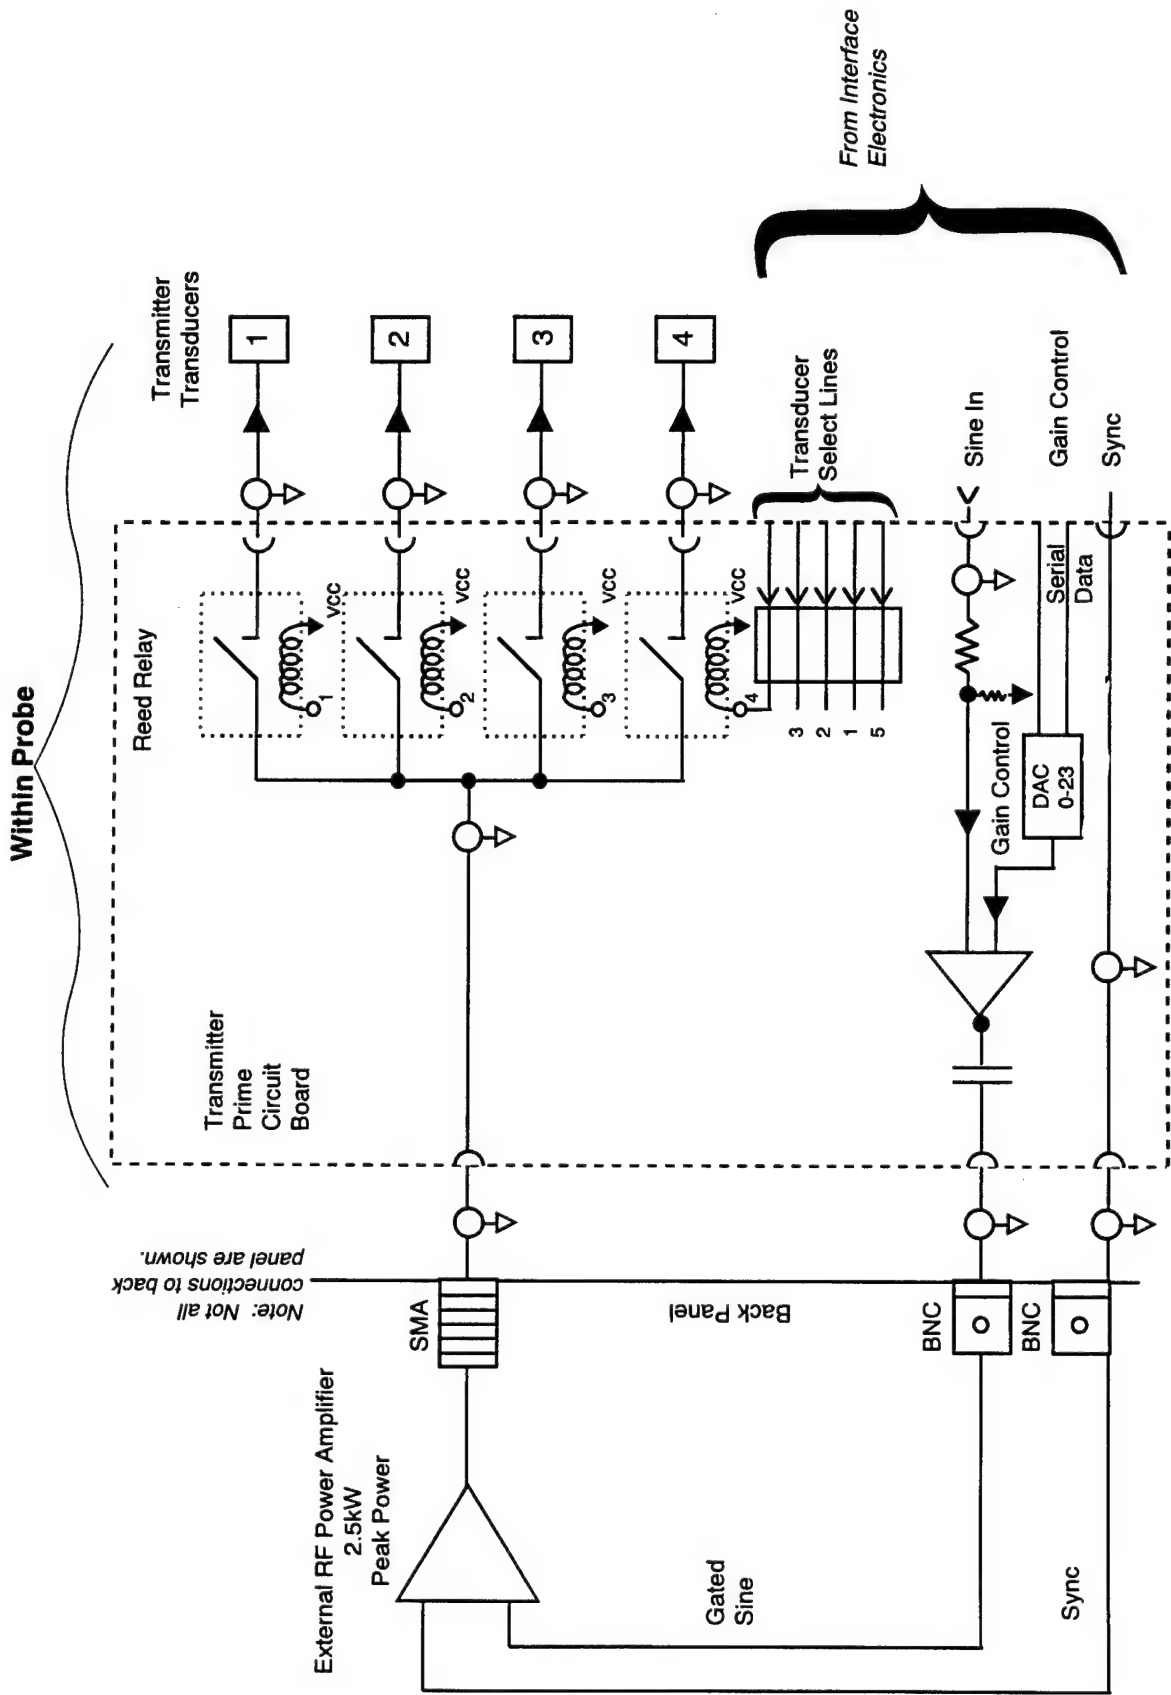 Within Probe
Transmitter
Transducers
1
2
3
4
Reed Relay
vcc
1
vcc
2
vcc
3
vcc
4
Transducer
Select Lines
3
2
1
5
From Interface
Electronics
Sine In
Gain Control
Sync
Serial
Data
Gain Control
DAC
0-23
Transmitter
Prime
Circuit
Board
Note: Not all
connections to back
panel are shown.
SMA
Back Panel
BNC
BNC
External RF Power Amplifier
2.5kW
Peak Power
Gated
Sine
Sync